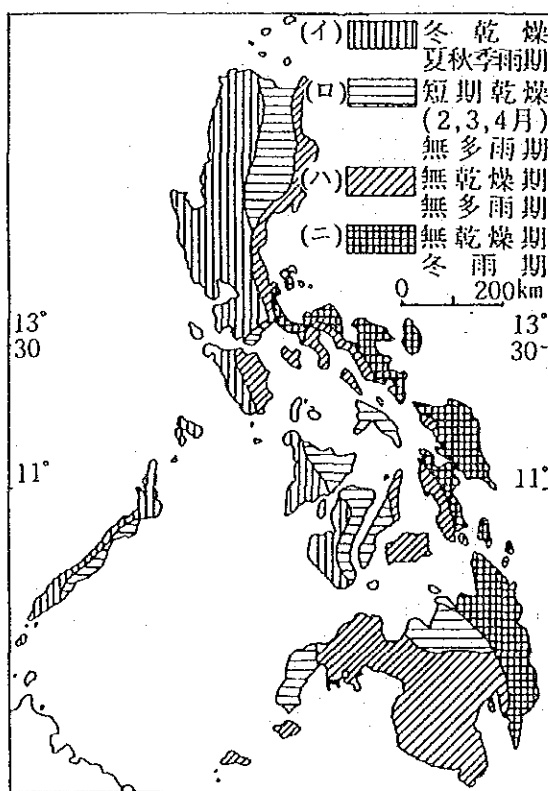 (イ) 冬乾燥
夏秋季雨期
(ロ) 短期乾燥
(2,3,4月)
無多雨期
(ハ) 無乾燥期
無多雨期
(ニ) 無乾燥期
冬雨期
0 200km
13° 13°
30 30′
11° 11°